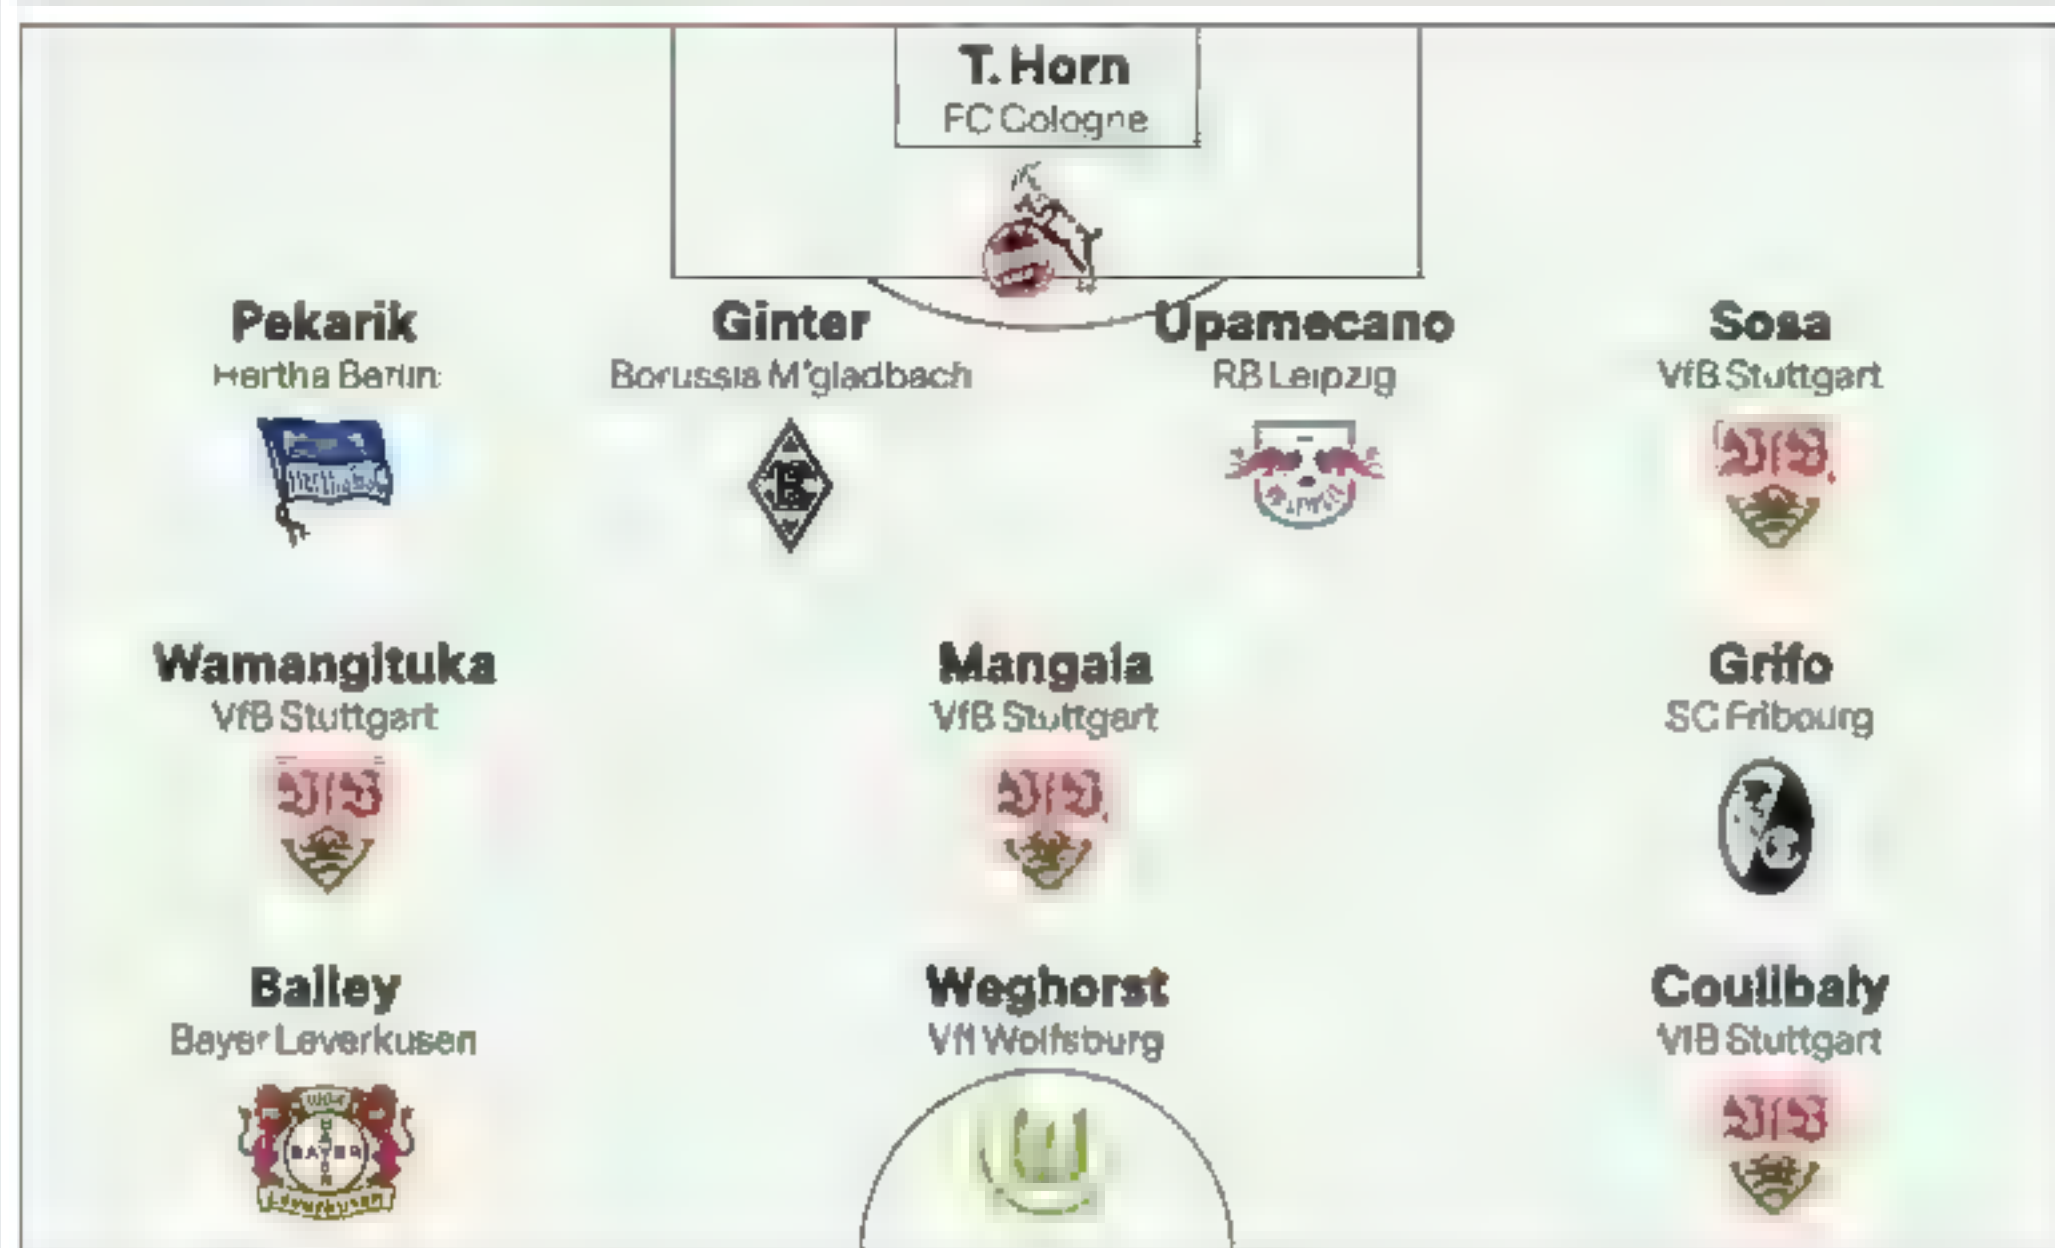 T. Horn
FC Cologne
Pekarik
Hertha Berlin
Ginter
Borussia M'gladbach
Upamecano
RB Leipzig
Sosa
VfB Stuttgart
Wamangituka
VfB Stuttgart
Mangala
VfB Stuttgart
Grifo
SC Fribourg
Bailey
Bayer Leverkusen
Weghorst
Vfl Wolfsburg
Coulibaly
VfB Stuttgart
BAYER